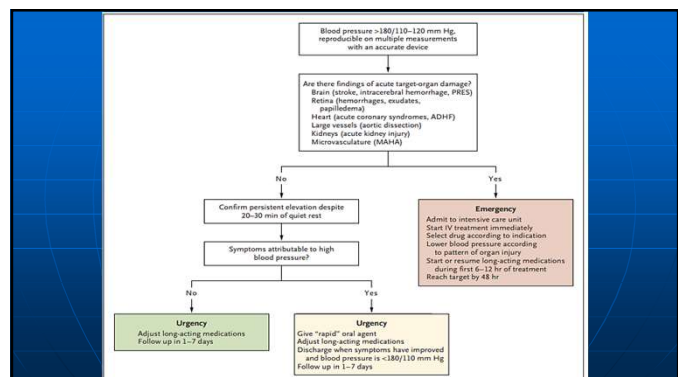 Blood pressure >180/110–120 mm Hg,
reproducible on multiple measurements
with an accurate device
Are there findings of acute target-organ damage?
Brain (stroke, intracerebral hemorrhage, PRES)
Retina (hemorrhages, exudates,
papilledema)
Heart (acute coronary syndromes, ADHF)
Large vessels (aortic dissection)
Kidneys (acute kidney injury)
Microvasculature (MAHA)
No
Yes
Confirm persistent elevation despite
20–30 min of quiet rest
Symptoms attributable to high
blood pressure?
Emergency
Admit to intensive care unit
Start IV treatment immediately
Select drug according to indication
Lower blood pressure according
to pattern of organ injury
Start or resume long-acting medications
during first 6–12 hr of treatment
Reach target by 48 hr
No
Yes
Urgency
Adjust long-acting medications
Follow up in 1–7 days
Urgency
Give "rapid" oral agent
Adjust long-acting medications
Discharge when symptoms have improved
and blood pressure is <180/110 mm Hg
Follow up in 1–7 days